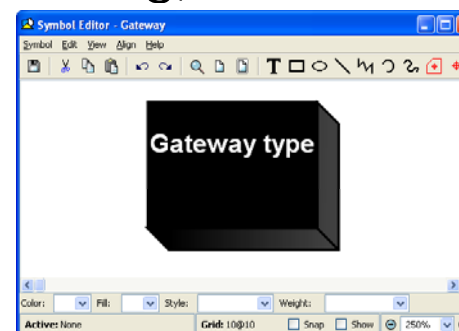 Symbol Editor - Gateway
Symbol Edit View Align Help
T
Gateway type
Color: Fill: Style: Weight:
Active: None Grid: 10@10 Snap Show 250%